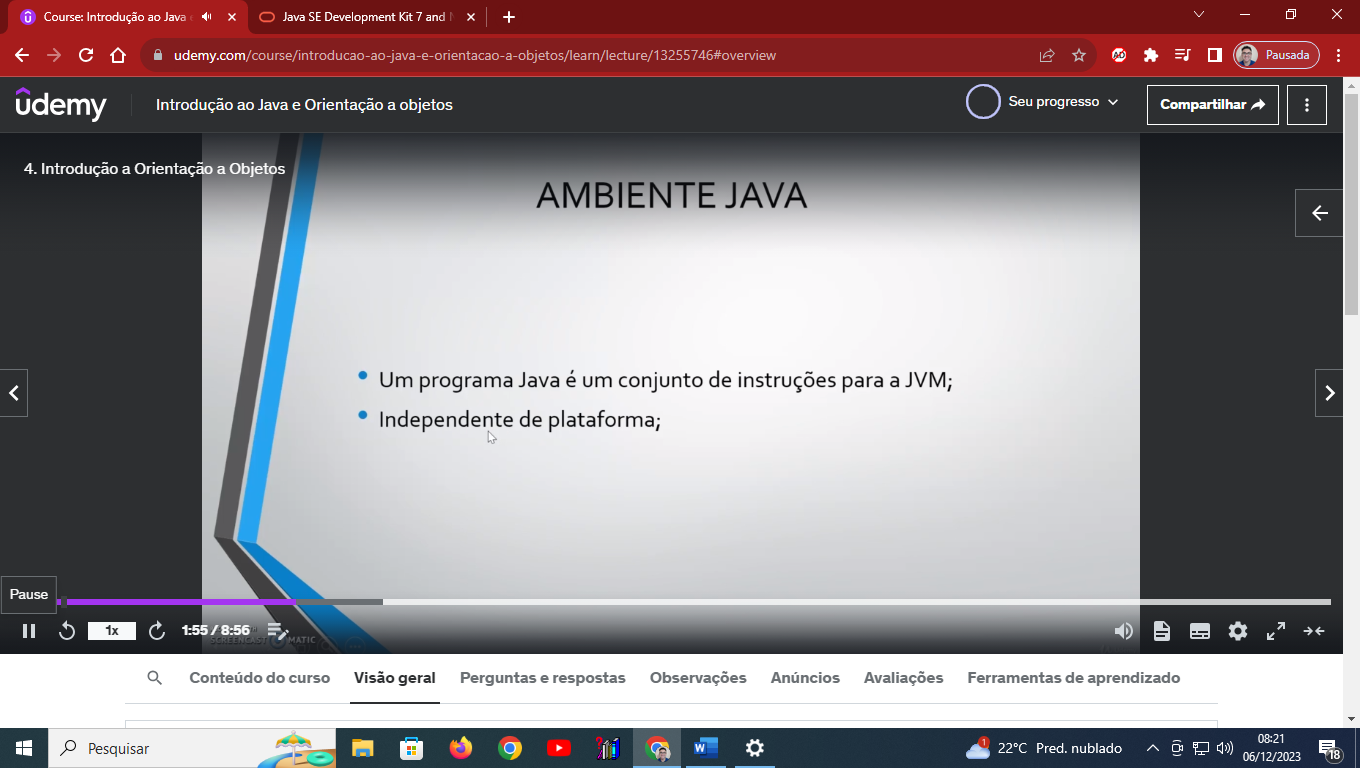 Course: Introdução ao Java
Java SE Development Kit 7 and
udemy.com/course/introducao-ao-java-e-orientacao-a-objetos/learn/lecture/13255746#overview
Pausada
ûdemy
Introdução ao Java e Orientação a objetos
Seu progresso
Compartilhar
4. Introdução a Orientação a Objetos
AMBIENTE JAVA
Um programa Java é um conjunto de instruções para a JVM;
Independente de plataforma;
Pause
1x
1:55 / 8:56
Conteúdo do curso
Visão geral
Perguntas e respostas
Observações
Anúncios
Avaliações
Ferramentas de aprendizado
Pesquisar
1
22°C Pred. nublado
08:21
06/12/2023
18